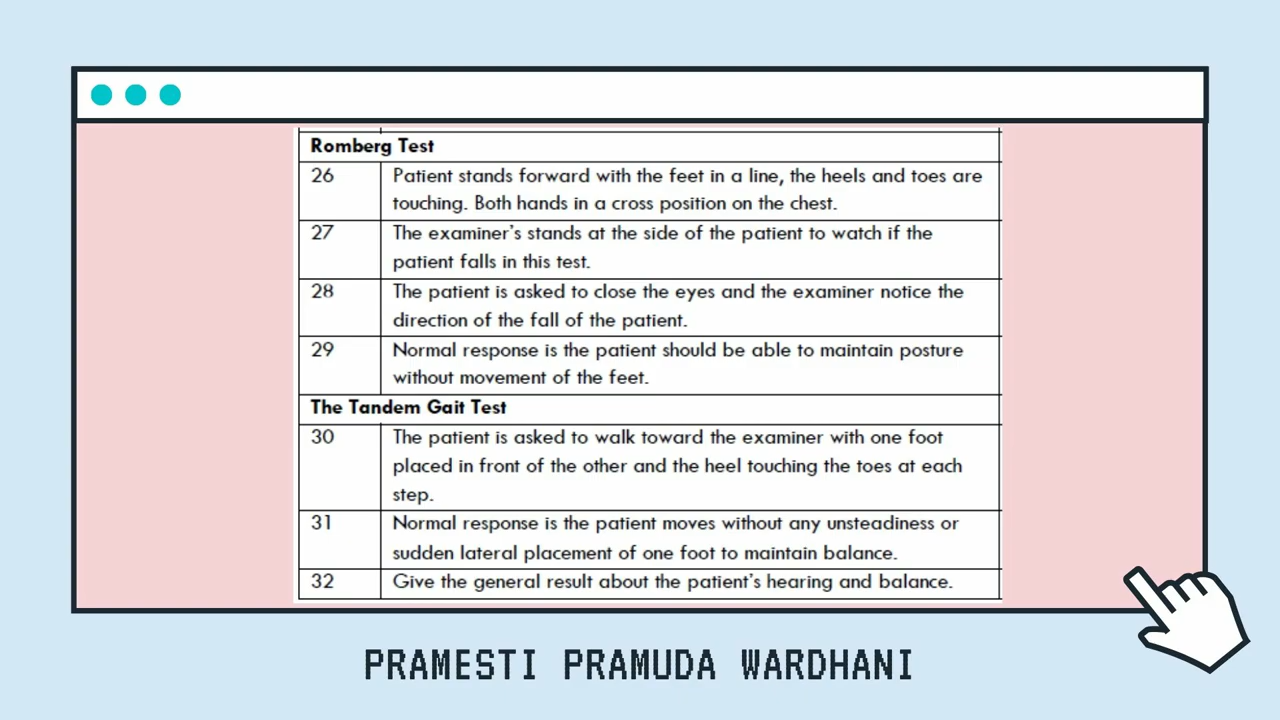 Romberg Test
26 Patient stands forward with the feet in a line, the heels and toes are
touching. Both hands in a cross position on the chest.
27 The examiner's stands at the side of the patient to watch if the
patient falls in this test.
28 The patient is asked to close the eyes and the examiner notice the
direction of the fall of the patient.
29 Normal response is the patient should be able to maintain posture
without movement of the feet.
The Tandem Gait Test
30 The patient is asked to walk toward the examiner with one foot
placed in front of the other and the heel touching the toes at each
step.
31 Normal response is the patient moves without any unsteadiness or
sudden lateral placement of one foot to maintain balance.
32 Give the general result about the patient's hearing and balance.
PRAMESTI PRAMUDA WARDHANI